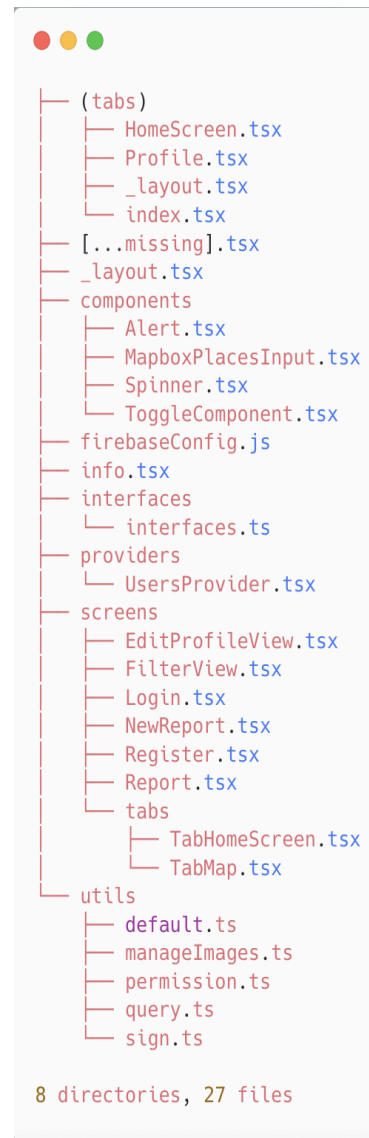 ├── (tabs)
│   ├── HomeScreen.tsx
│   ├── Profile.tsx
│   ├── _layout.tsx
│   └── index.tsx
├── [...missing].tsx
├── _layout.tsx
├── components
│   ├── Alert.tsx
│   ├── MapboxPlacesInput.tsx
│   ├── Spinner.tsx
│   └── ToggleComponent.tsx
├── firebaseConfig.js
├── info.tsx
├── interfaces
│   └── interfaces.ts
├── providers
│   └── UsersProvider.tsx
├── screens
│   ├── EditProfileView.tsx
│   ├── FilterView.tsx
│   ├── Login.tsx
│   ├── NewReport.tsx
│   ├── Register.tsx
│   ├── Report.tsx
│   └── tabs
│       ├── TabHomeScreen.tsx
│       └── TabMap.tsx
└── utils
    ├── default.ts
    ├── manageImages.ts
    ├── permission.ts
    ├── query.ts
    └── sign.ts
8 directories, 27 files